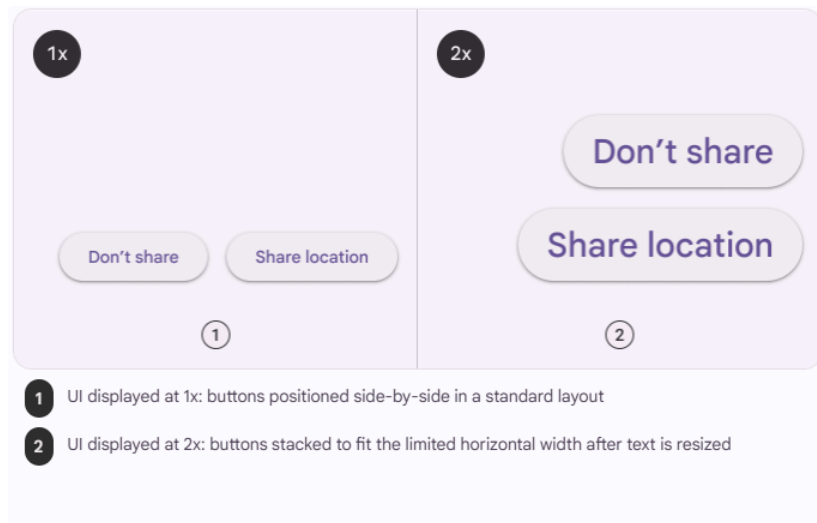 1x
Don’t share
Share location
1
2x
Don’t share
Share location
2
1 UI displayed at 1x: buttons positioned side-by-side in a standard layout
2 UI displayed at 2x: buttons stacked to fit the limited horizontal width after text is resized